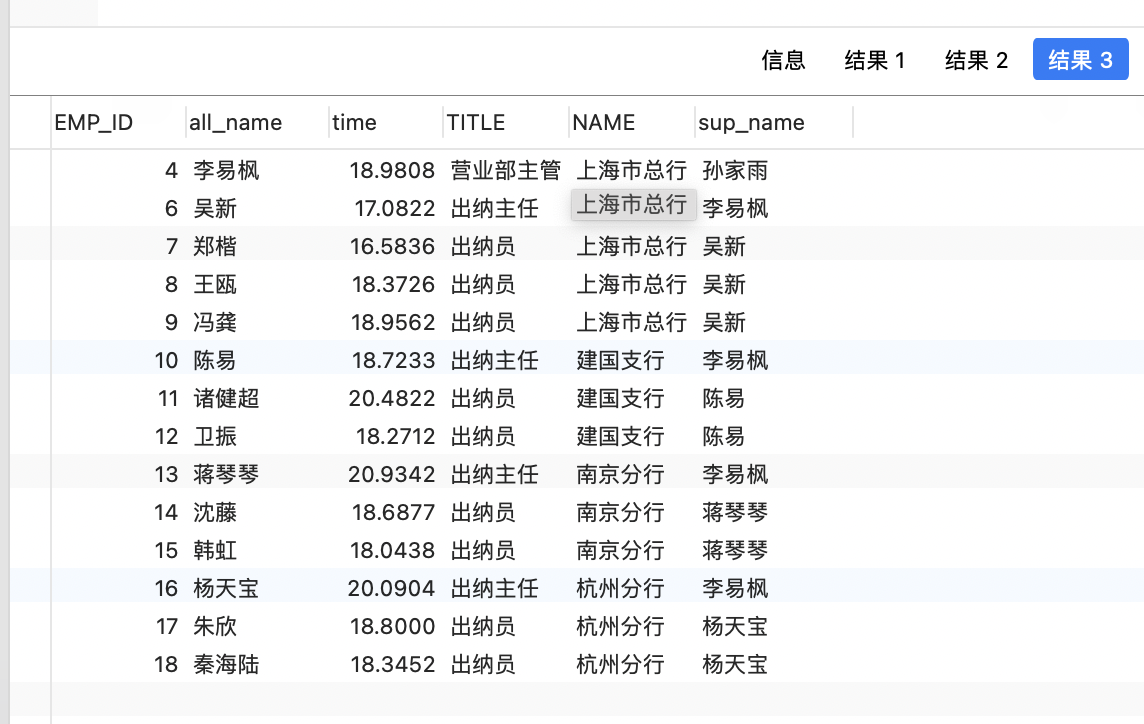 信息 结果 1 结果 2 结果 3
EMP_ID all_name time TITLE NAME sup_name
4 李易枫 18.9808 营业部主管 上海市总行 孙家雨
6 吴新 17.0822 出纳主任 上海市总行 李易枫
7 郑楷 16.5836 出纳员 上海市总行 吴新
8 王瓯 18.3726 出纳员 上海市总行 吴新
9 冯龚 18.9562 出纳员 上海市总行 吴新
10 陈易 18.7233 出纳主任 建国支行 李易枫
11 诸健超 20.4822 出纳员 建国支行 陈易
12 卫振 18.2712 出纳员 建国支行 陈易
13 蒋琴琴 20.9342 出纳主任 南京分行 李易枫
14 沈藤 18.6877 出纳员 南京分行 蒋琴琴
15 韩虹 18.0438 出纳员 南京分行 蒋琴琴
16 杨天宝 20.0904 出纳主任 杭州分行 李易枫
17 朱欣 18.8000 出纳员 杭州分行 杨天宝
18 秦海陆 18.3452 出纳员 杭州分行 杨天宝